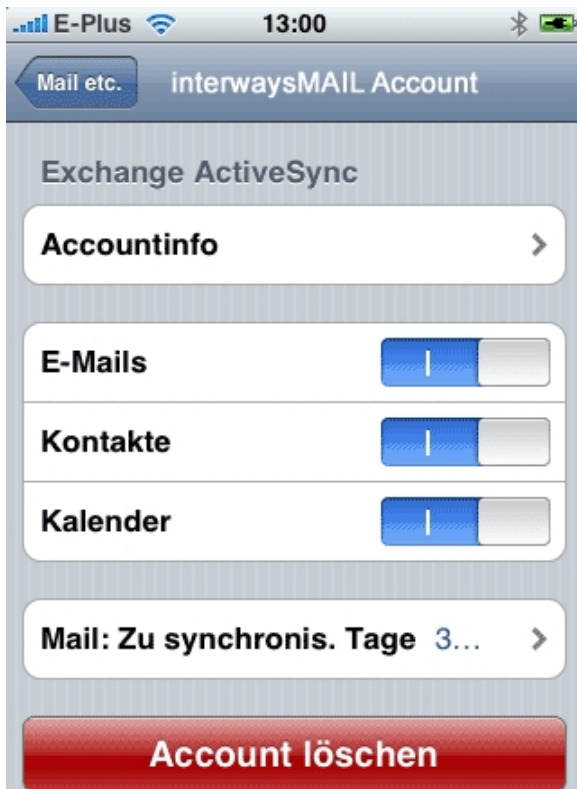 E-Plus 13:00
Mail etc. interwaysMAIL Account
Exchange ActiveSync
Accountinfo
E-Mails
Kontakte
Kalender
Mail: Zu synchronis. Tage 3...
Account löschen